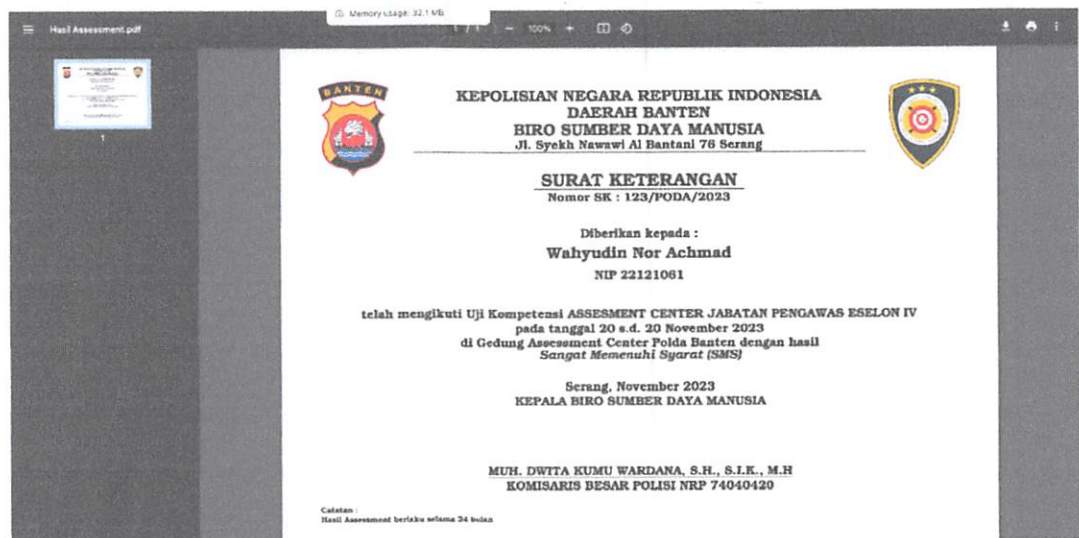 Memory usage: 32.1 MB
Hasil Assessment.pdf
1 / 1
100%
1
BANTEN
KEPOLISIAN NEGARA REPUBLIK INDONESIA
DAERAH BANTEN
BIRO SUMBER DAYA MANUSIA
Jl. Syekh Nawawi Al Bantani 76 Serang
SURAT KETERANGAN
Nomor SK : 123/PODA/2023
Diberikan kepada :
Wahyudin Nor Achmad
NIP 22121061
telah mengikuti Uji Kompetensi ASSESMENT CENTER JABATAN PENGAWAS ESELON IV
pada tanggal 20 s.d. 20 November 2023
di Gedung Assessment Center Polda Banten dengan hasil
Sangat Memenuhi Syarat (SMS)
Serang, November 2023
KEPALA BIRO SUMBER DAYA MANUSIA
MUH. DWITA KUMU WARDANA, S.H., S.I.K., M.H
KOMISARIS BESAR POLISI NRP 74040420
Catatan :
Hasil Assessment berlaku selama 24 bulan